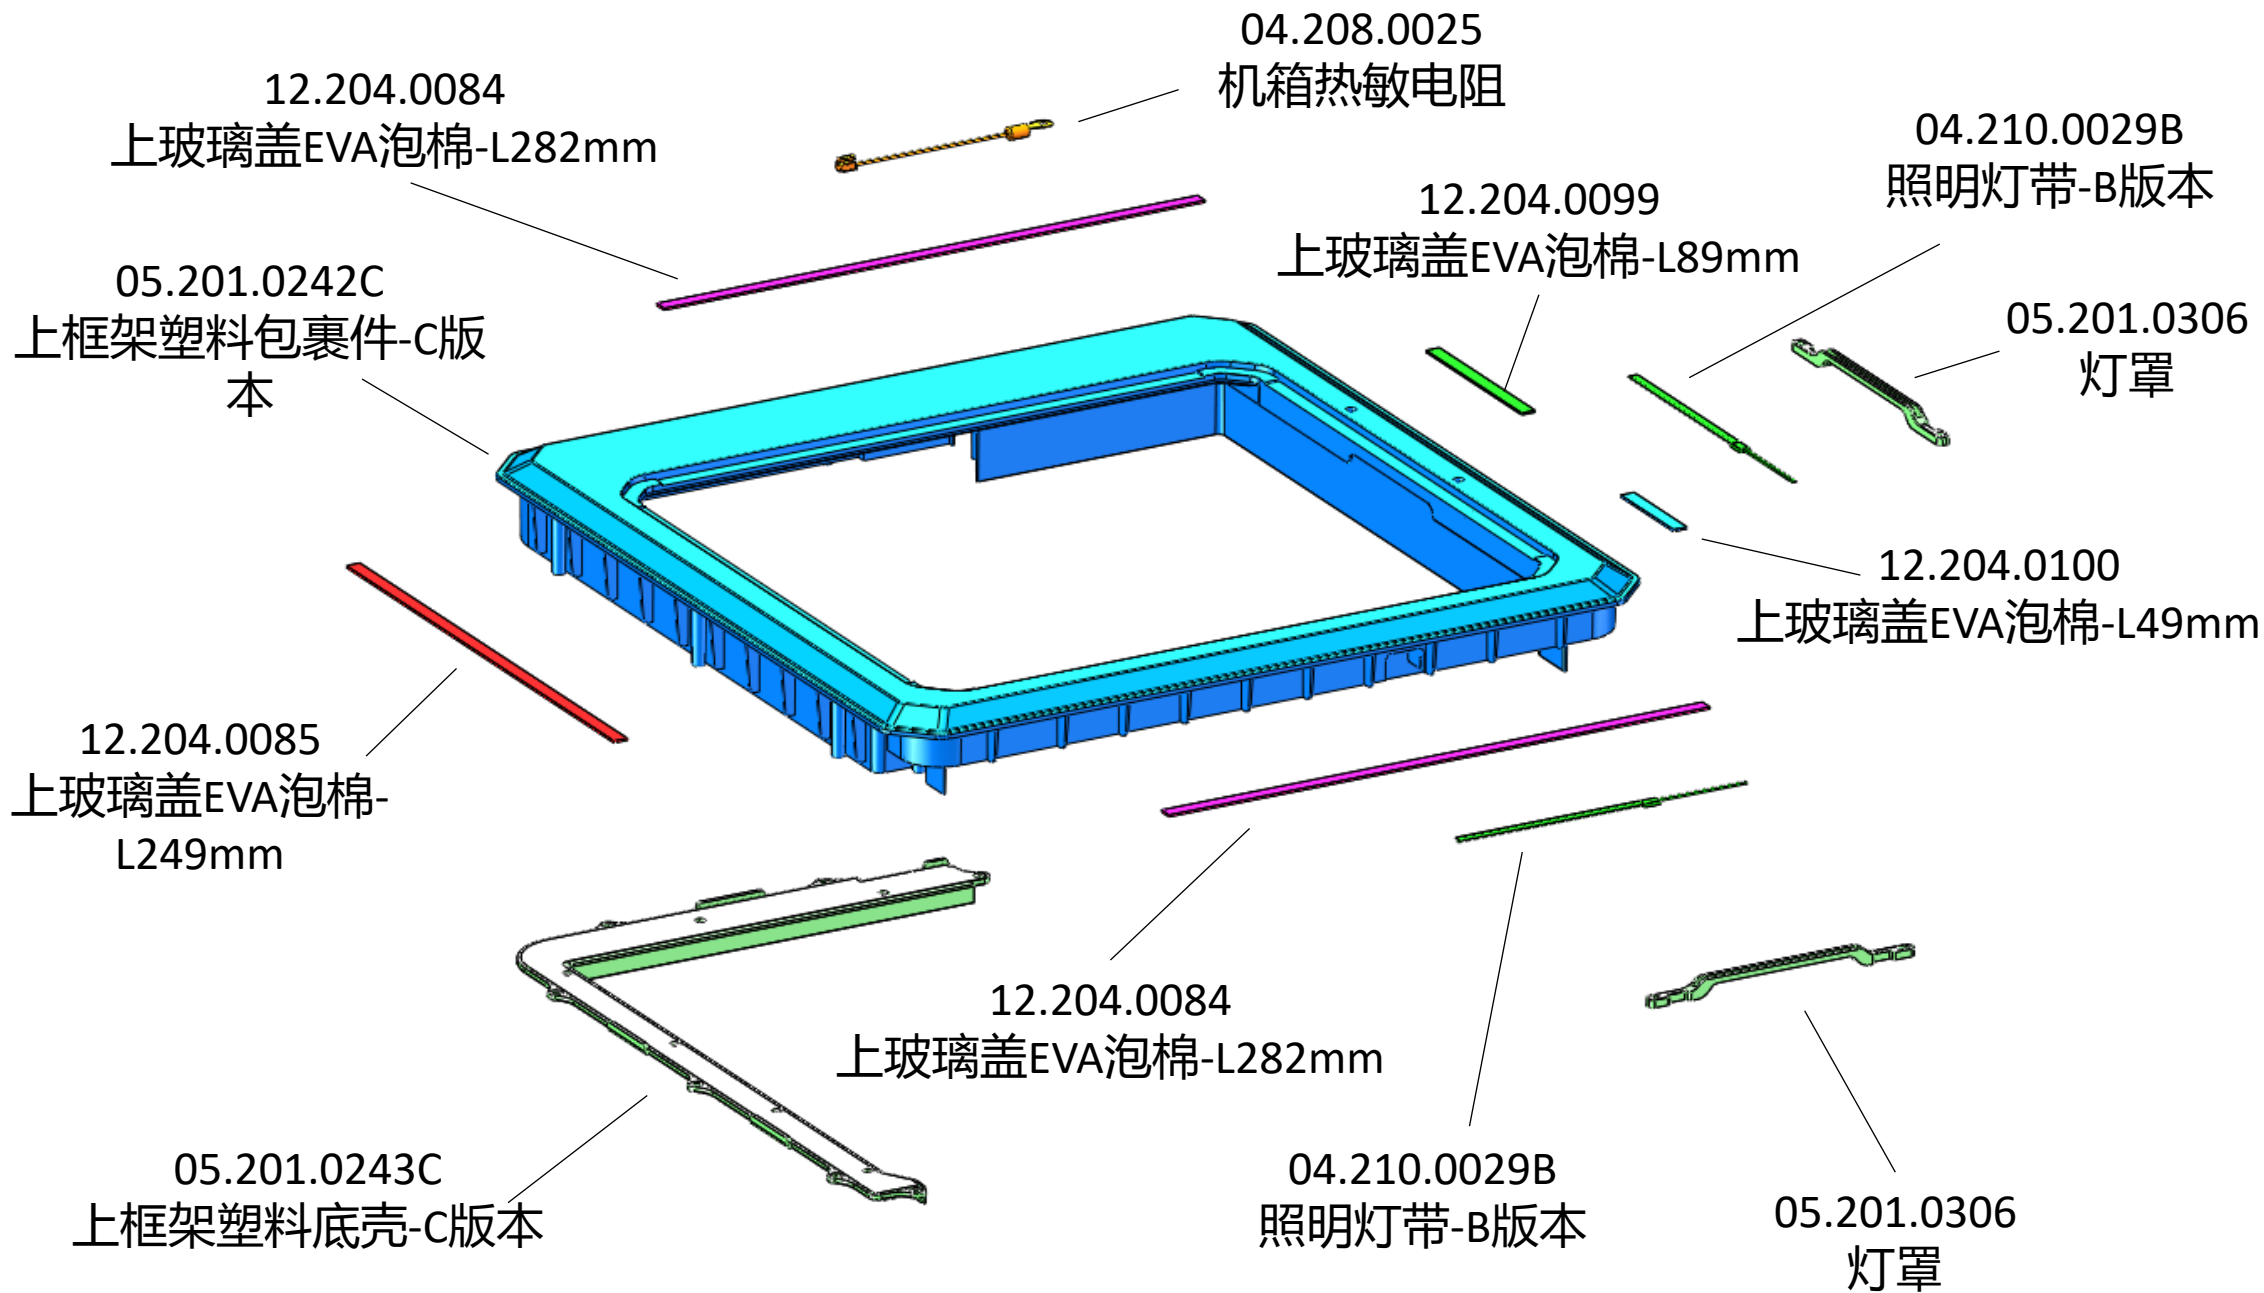 04.208.0025
机箱热敏电阻
12.204.0084
上玻璃盖EVA泡棉-L282mm
04.210.0029B
照明灯带-B版本
12.204.0099
上玻璃盖EVA泡棉-L89mm
05.201.0242C
上框架塑料包裹件-C版
本
05.201.0306
灯罩
12.204.0100
上玻璃盖EVA泡棉-L49mm
12.204.0085
上玻璃盖EVA泡棉-
L249mm
12.204.0084
上玻璃盖EVA泡棉-L282mm
05.201.0243C
上框架塑料底壳-C版本
04.210.0029B
照明灯带-B版本
05.201.0306
灯罩